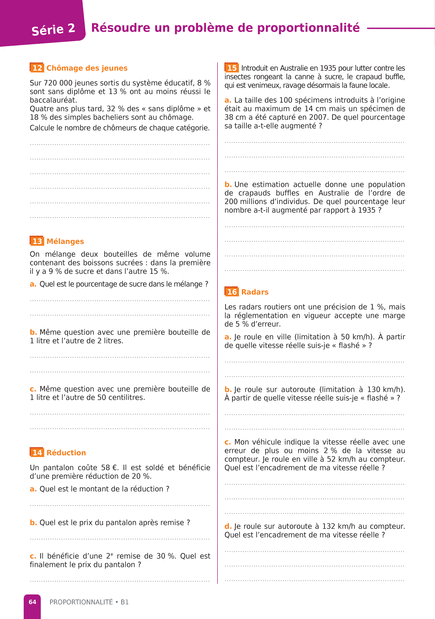 Série 2
Résoudre un problème de proportionnalité
12 Chômage des jeunes
Sur 720 000 jeunes sortis du système éducatif, 8 %
sont sans diplôme et 13 % ont au moins réussi le
baccalauréat.
Quatre ans plus tard, 32 % des « sans diplôme » et
18 % des simples bacheliers sont au chômage.
Calcule le nombre de chômeurs de chaque catégorie.
13 Mélanges
On mélange deux bouteilles de même volume
contenant des boissons sucrées : dans la première
il y a 9 % de sucre et dans l'autre 15 %.
a. Quel est le pourcentage de sucre dans le mélange ?
b. Même question avec une première bouteille de
1 litre et l'autre de 2 litres.
c. Même question avec une première bouteille de
1 litre et l'autre de 50 centilitres.
14 Réduction
Un pantalon coûte 58 €. Il est soldé et bénéficie
d'une première réduction de 20 %.
a. Quel est le montant de la réduction ?
b. Quel est le prix du pantalon après remise ?
c. Il bénéficie d'une 2e remise de 30 %. Quel est
finalement le prix du pantalon ?
15 Introduit en Australie en 1935 pour lutter contre les
insectes rongeant la canne à sucre, le crapaud buffle,
qui est venimeux, ravage désormais la faune locale.
a. La taille des 100 spécimens introduits à l'origine
était au maximum de 14 cm mais un spécimen de
38 cm a été capturé en 2007. De quel pourcentage
sa taille a-t-elle augmenté ?
b. Une estimation actuelle donne une population
de crapauds buffles en Australie de l'ordre de
200 millions d'individus. De quel pourcentage leur
nombre a-t-il augmenté par rapport à 1935 ?
16 Radars
Les radars routiers ont une précision de 1 %, mais
la réglementation en vigueur accepte une marge
de 5 % d'erreur.
a. Je roule en ville (limitation à 50 km/h). À partir
de quelle vitesse réelle suis-je « flashé » ?
b. Je roule sur autoroute (limitation à 130 km/h).
À partir de quelle vitesse réelle suis-je « flashé » ?
c. Mon véhicule indique la vitesse réelle avec une
erreur de plus ou moins 2 % de la vitesse au
compteur. Je roule en ville à 52 km/h au compteur.
Quel est l'encadrement de ma vitesse réelle ?
d. Je roule sur autoroute à 132 km/h au compteur.
Quel est l'encadrement de ma vitesse réelle ?
64 PROPORTIONNALITÉ • B1